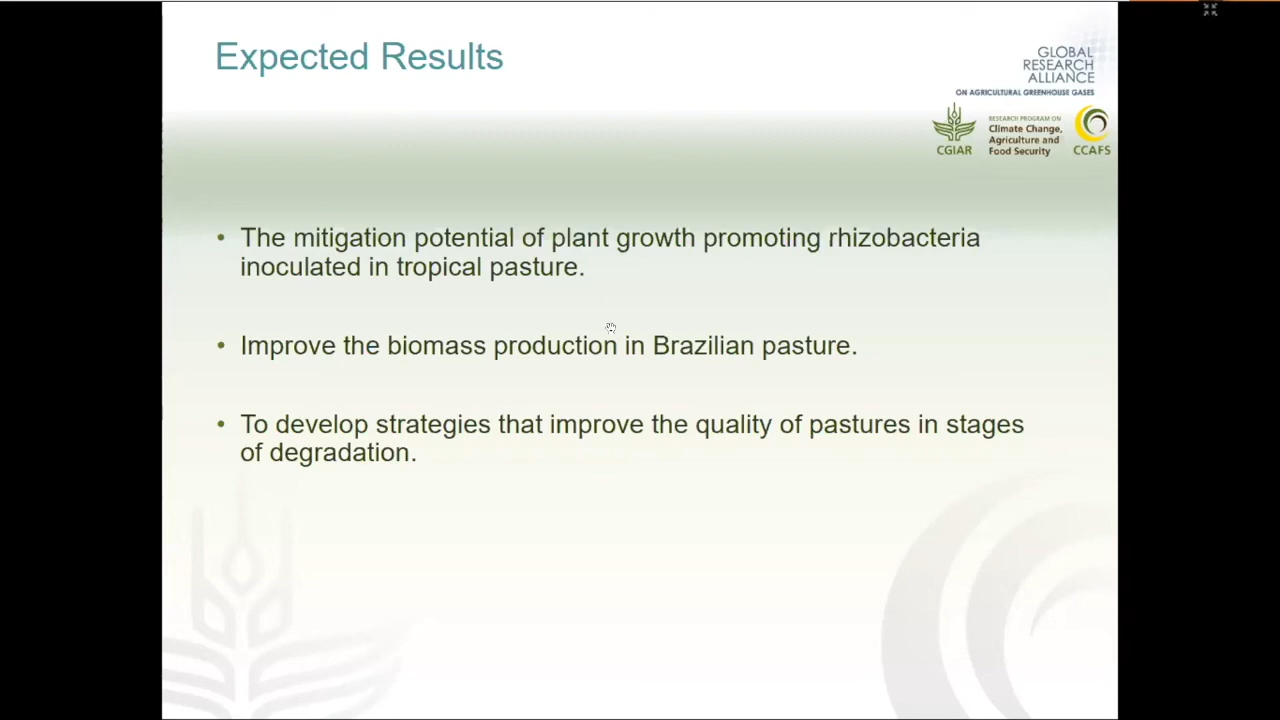 Expected Results
GLOBAL
RESEARCH
ALLIANCE
ON AGRICULTURAL GREENHOUSE GASES
CGIAR
RESEARCH PROGRAM ON
Climate Change,
Agriculture and
Food Security
CCAFS
• The mitigation potential of plant growth promoting rhizobacteria
inoculated in tropical pasture.
• Improve the biomass production in Brazilian pasture.
• To develop strategies that improve the quality of pastures in stages
of degradation.